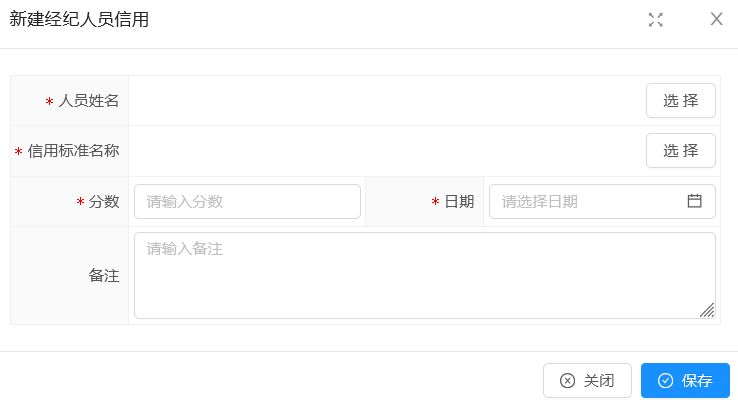 新建经纪人员信用
* 人员姓名 选 择
* 信用标准名称 选 择
* 分数 请输入分数 * 日期 请选择日期
备注 请输入备注
关闭 保存